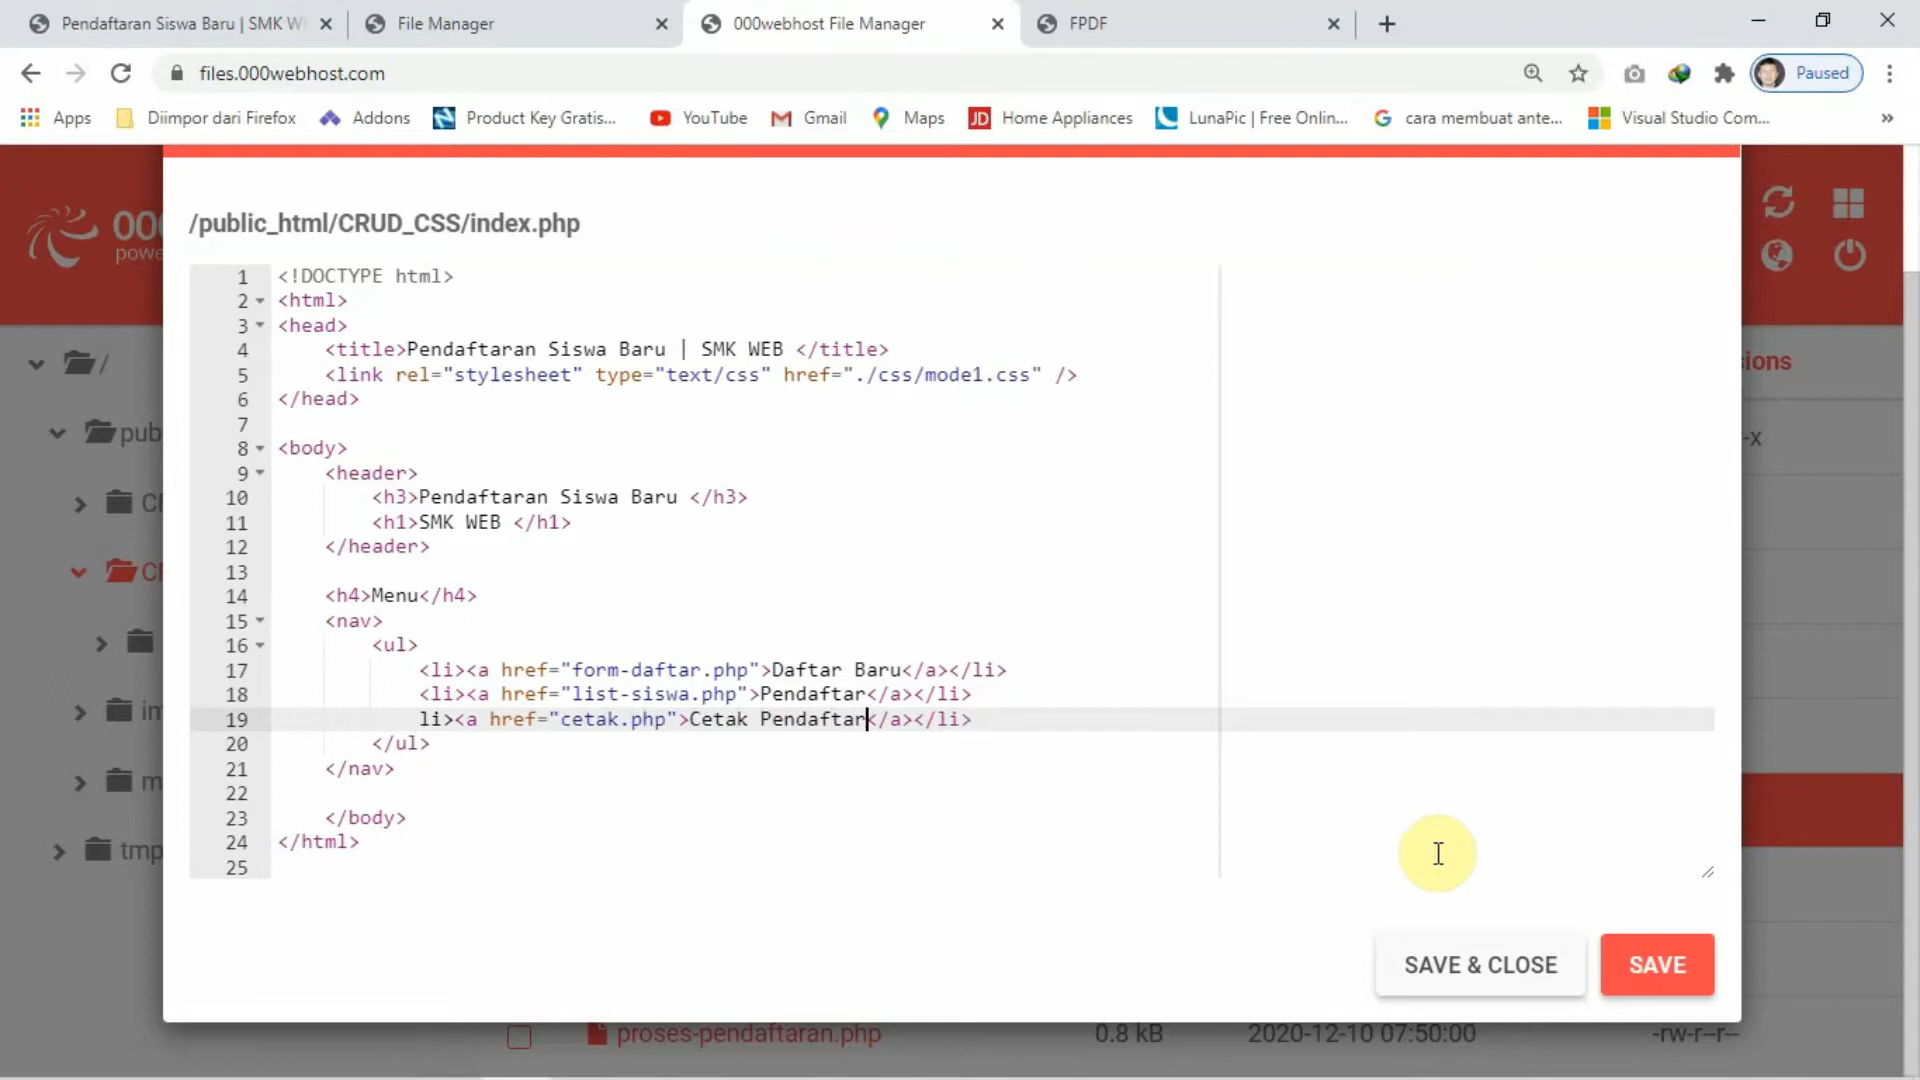 Pendaftaran Siswa Baru | SMK W
File Manager
000webhost File Manager
FPDF
files.000webhost.com
Paused
Apps
Diimpor dari Firefox
Addons
Product Key Gratis...
YouTube
Gmail
Maps
JD
Home Appliances
LunaPic | Free Onlin...
cara membuat ante...
Visual Studio Com...
»
000
powe
/public_html/CRUD_CSS/index.php
1 <!DOCTYPE html>
2 <html>
3 <head>
4 <title>Pendaftaran Siswa Baru | SMK WEB </title>
5 <link rel="stylesheet" type="text/css" href="./css/mode1.css" />
6 </head>
7
8 <body>
9 <header>
10 <h3>Pendaftaran Siswa Baru </h3>
11 <h1>SMK WEB </h1>
12 </header>
13
14 <h4>Menu</h4>
15 <nav>
16 <ul>
17 <li><a href="form-daftar.php">Daftar Baru</a></li>
18 <li><a href="list-siswa.php">Pendaftar</a></li>
19 li><a href="cetak.php">Cetak Pendaftar</a></li>
20 </ul>
21 </nav>
22
23 </body>
24 </html>
25
/
pub
C
C
im
m
tmp
sions
-x
SAVE & CLOSE
SAVE
proses-pendaftaran.php
0.8 kB
2020-12-10 07:50:00
-rw-r--r--